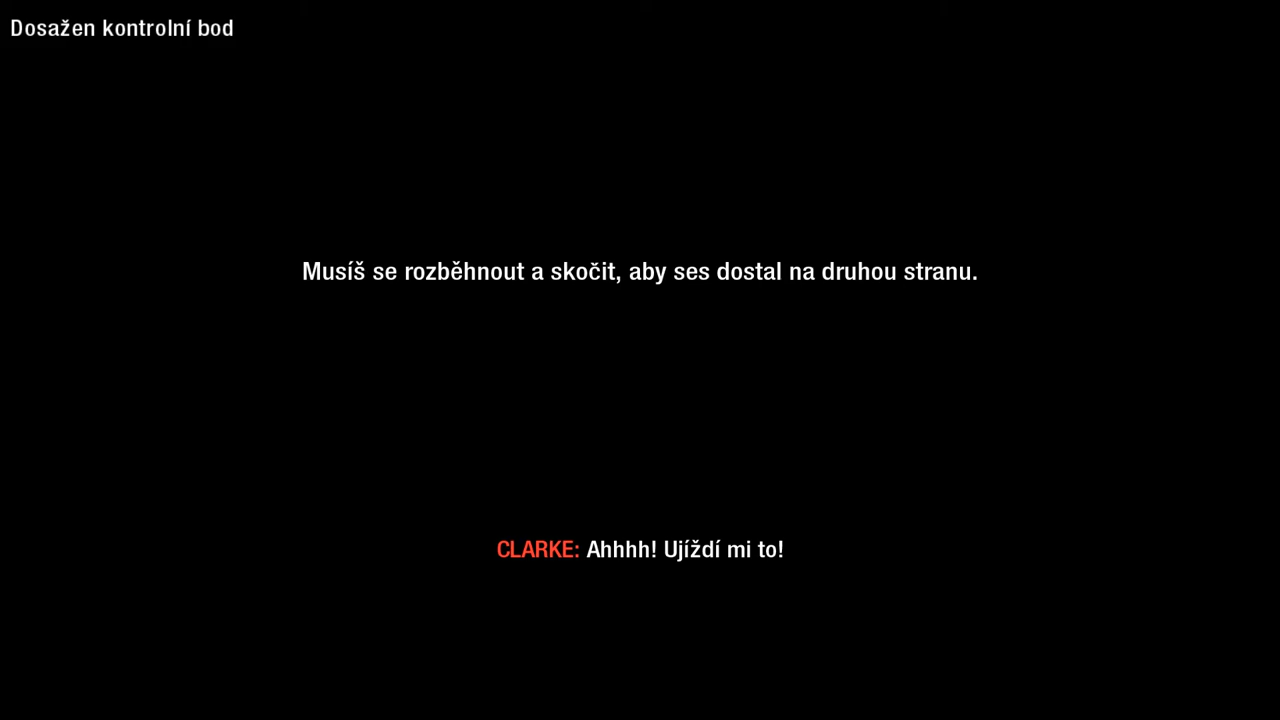 Dosažen kontrolní bod
Musíš se rozběhnout a skočit, aby ses dostal na druhou stranu.
CLARKE: Ahhhh! Ujíždí mi to!